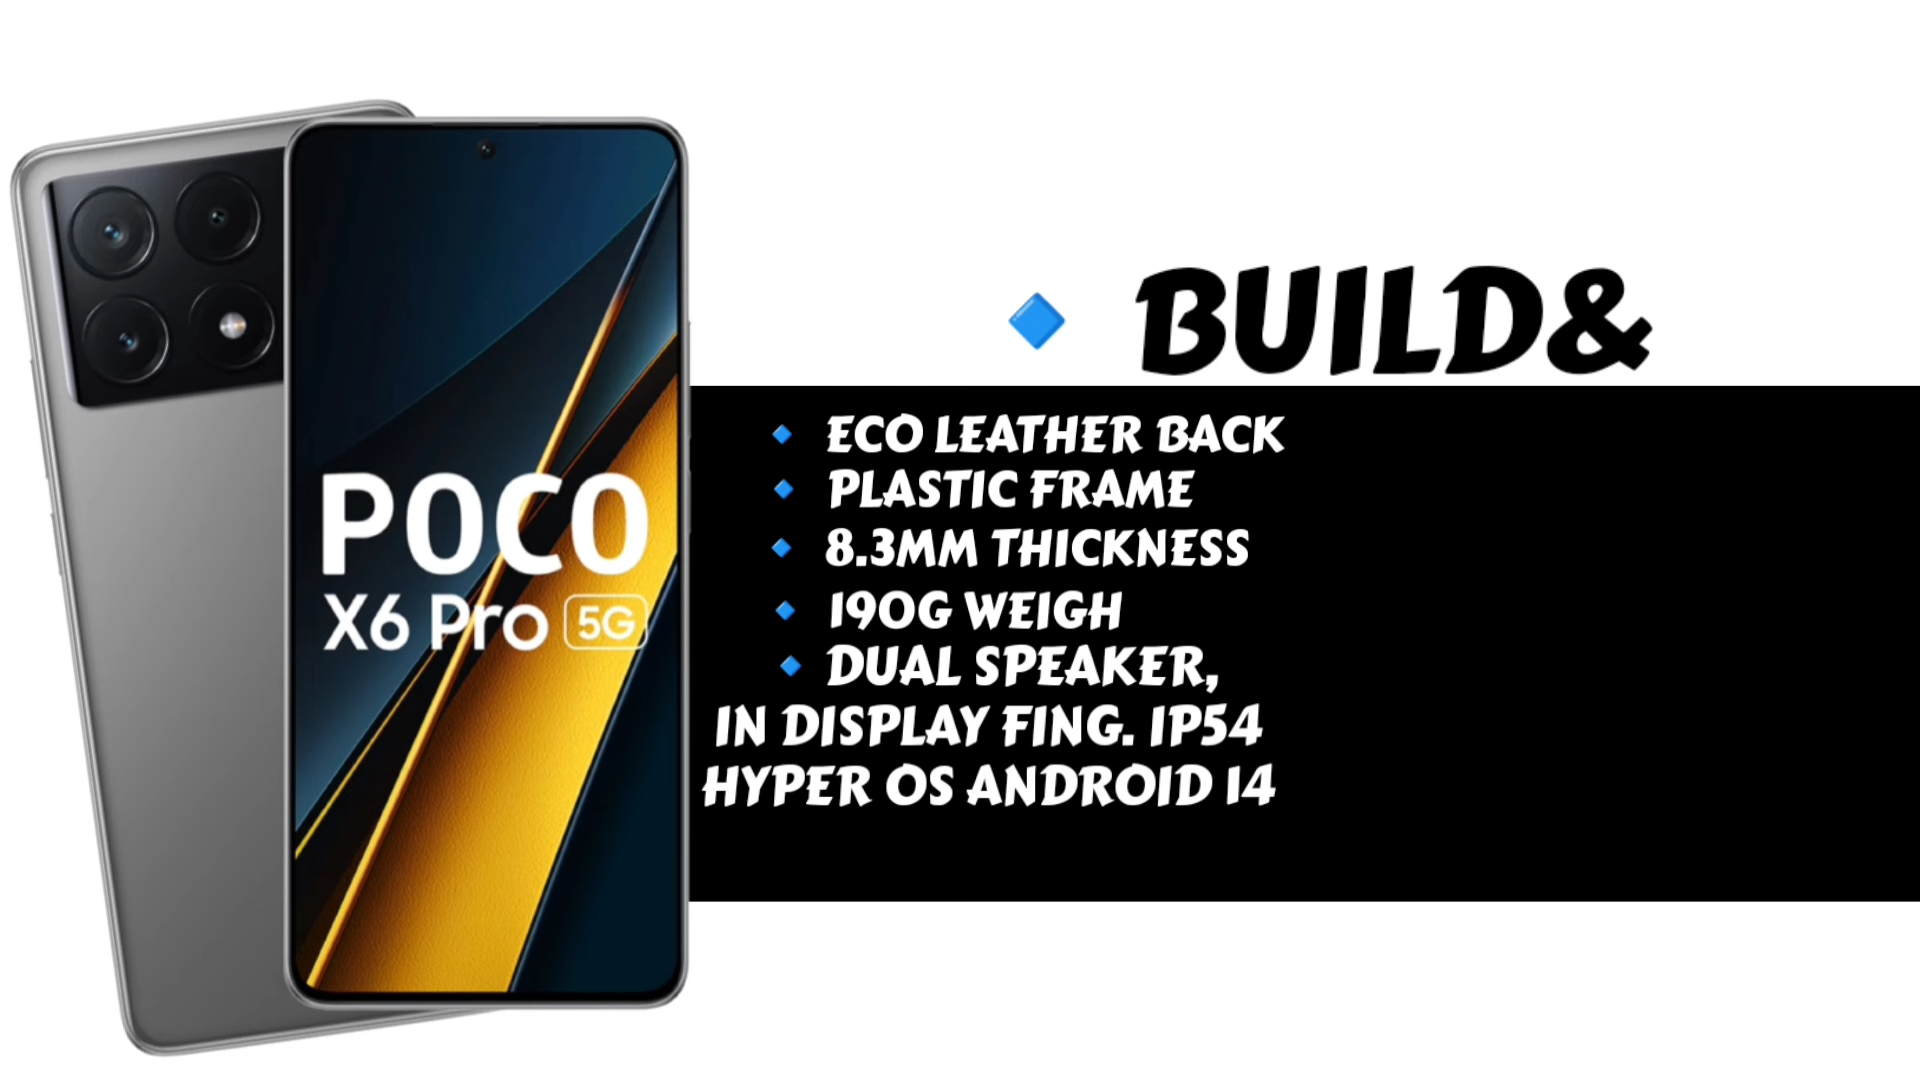 POCO
X6 Pro 5G
BUILD&
ECO LEATHER BACK
PLASTIC FRAME
8.3MM THICKNESS
190G WEIGH
DUAL SPEAKER,
IN DISPLAY FING. IP54
HYPER OS ANDROID 14